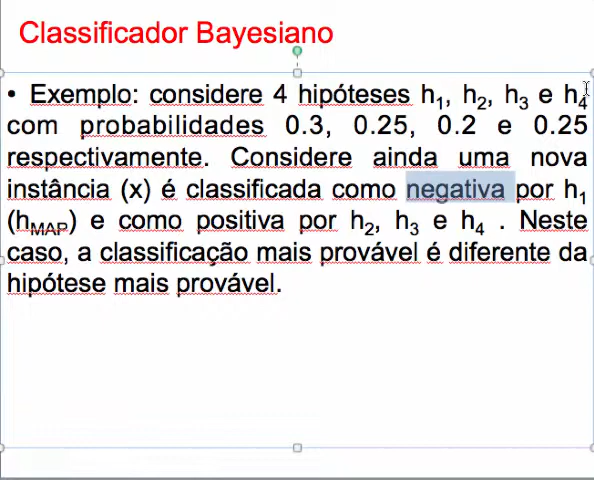 Classificador Bayesiano
• Exemplo: considere 4 hipóteses h1, h2, h3 e h4
com probabilidades 0.3, 0.25, 0.2 e 0.25
respectivamente. Considere ainda uma nova
instância (x) é classificada como negativa por h1
(hMAP) e como positiva por h2, h3 e h4 . Neste
caso, a classificação mais provável é diferente da
hipótese mais provável.